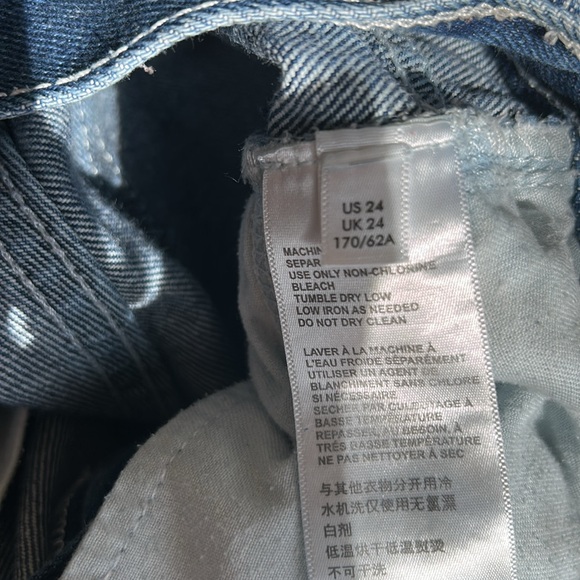 US 24
UK 24
170/62A
MACHIN
SEPAR
USE ONLY NON-CHLORINE
BLEACH
TUMBLE DRY LOW
LOW IRON AS NEEDED
DO NOT DRY CLEAN
LAVER À LA MACHINE À
L'EAU FROIDE SÉPARÉMENT
UTILISER UN AGENT DE
BLANCHIMENT SANS CHLORE
SI NÉCESSAIRE
SECHER PAR CULBUTAGE À
BASSE TEMPÉRATURE
REPASSER, AU BESOIN, À
TRÈS BASSE TEMPÉRATURE
NE PAS NETTOYER À SEC
与其他衣物分开用冷
水机洗仅使用无氯漂
白剂
低温烘干低温熨烫
不可干洗